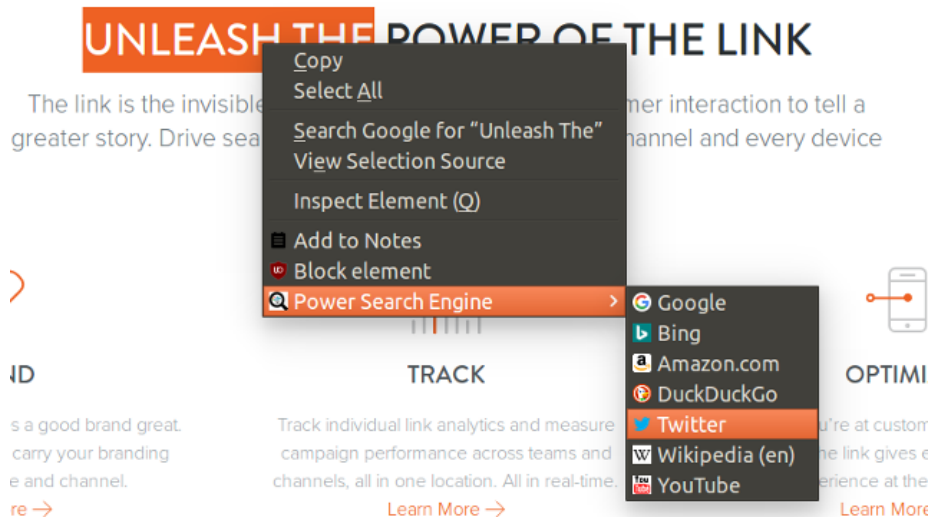 UNLEASH THE POWER OF THE LINK
The link is the invisible mer interaction to tell a
greater story. Drive sea hannel and every device
Copy
Select All
Search Google for “Unleash The”
View Selection Source
Inspect Element (Q)
Add to Notes
Block element
Power Search Engine
Google
Bing
Amazon.com
DuckDuckGo
Twitter
Wikipedia (en)
YouTube
ND
s a good brand great.
carry your branding
e and channel.
re →
TRACK
Track individual link analytics and measure
campaign performance across teams and
channels, all in one location. All in real-time.
Learn More →
OPTIMI
u're at custom
he link gives e
erience at the
Learn More